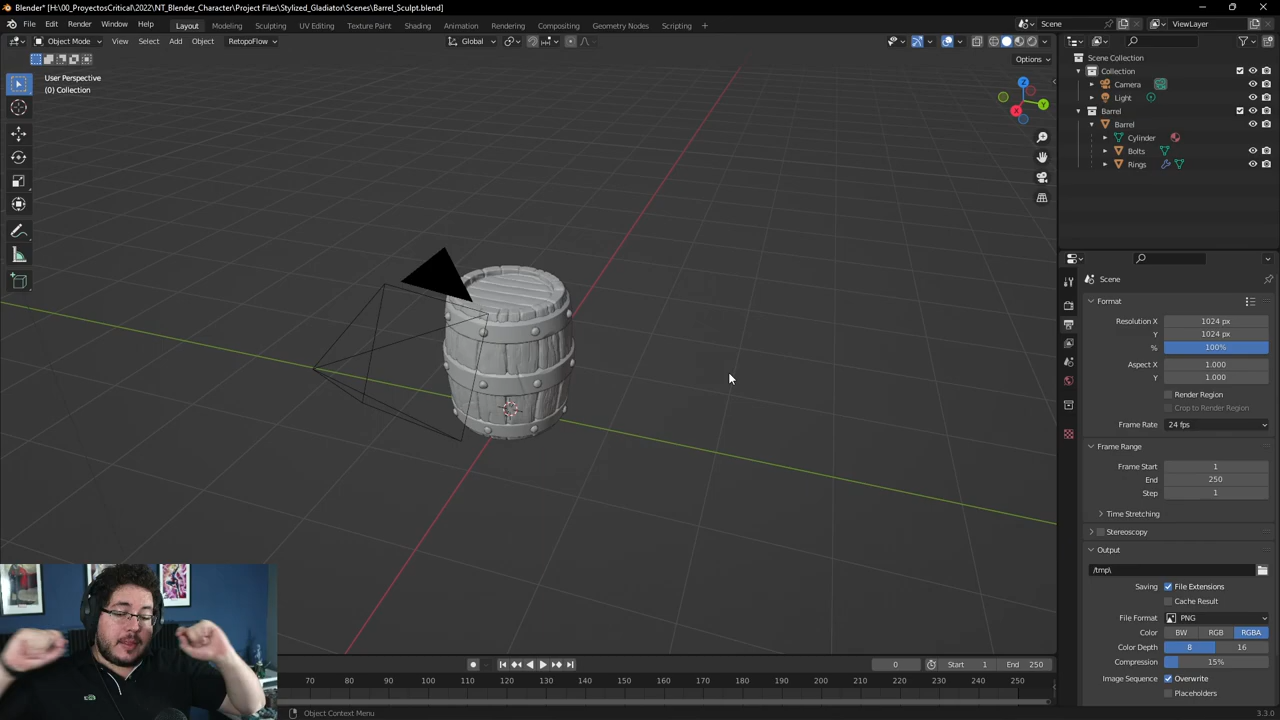 Blender* [H:\00_ProyectosCritical\2022\NT_Blender_Character\Project Files\Stylized_Gladiator\Scenes\Barrel_Sculpt.blend]
File Edit Render Window Help Layout Modeling Sculpting UV Editing Texture Paint Shading Animation Rendering Compositing Geometry Nodes Scripting + Scene ViewLayer
Object Mode View Select Add Object RetopoFlow Global
Options
User Perspective
(0) Collection
X
Y
Z
Scene Collection
Collection
Camera
Light
Barrel
Barrel
Cylinder
Bolts
Rings
Scene
Format
Resolution X 1024 px
Y 1024 px
% 100%
Aspect X 1.000
Y 1.000
Render Region
Crop to Render Region
Frame Rate 24 fps
Frame Range
Frame Start 1
End 250
Step 1
Time Stretching
Stereoscopy
Output
/tmp\
Saving File Extensions
Cache Result
File Format PNG
Color BW RGB RGBA
Color Depth 8 16
Compression 15%
Image Sequence Overwrite
Placeholders
0 Start 1 End 250
70 80 90 100 110 120 130 140 150 160 170 180 190 200 210 220 230 240 250
Object Context Menu
3.3.0